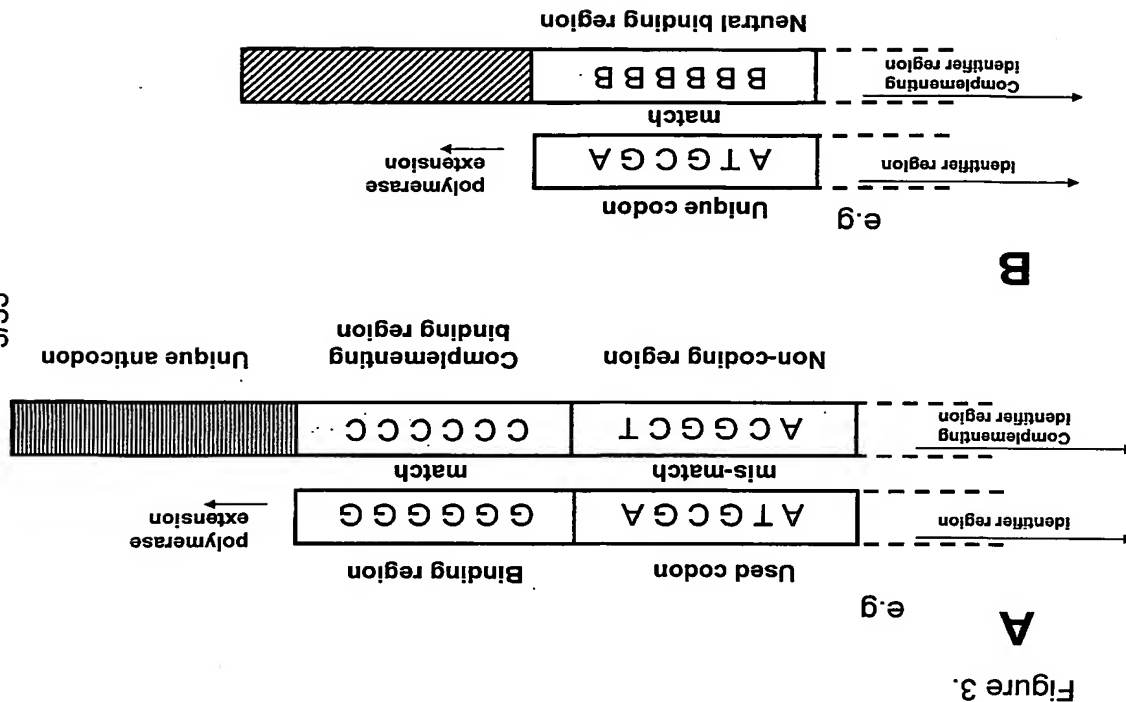 Figure 3.
A
e.g
Used codon Binding region
identifier region A T G C G A G G G G G G polymerase extension
mis-match match
Complementing identifier region A C G G C T C C C C C C
Non-coding region Complementing binding region Unique anticodon
B
e.g
Unique codon
identifier region A T G C G A polymerase extension
match
Complementing identifier region B B B B B B
Neutral binding region